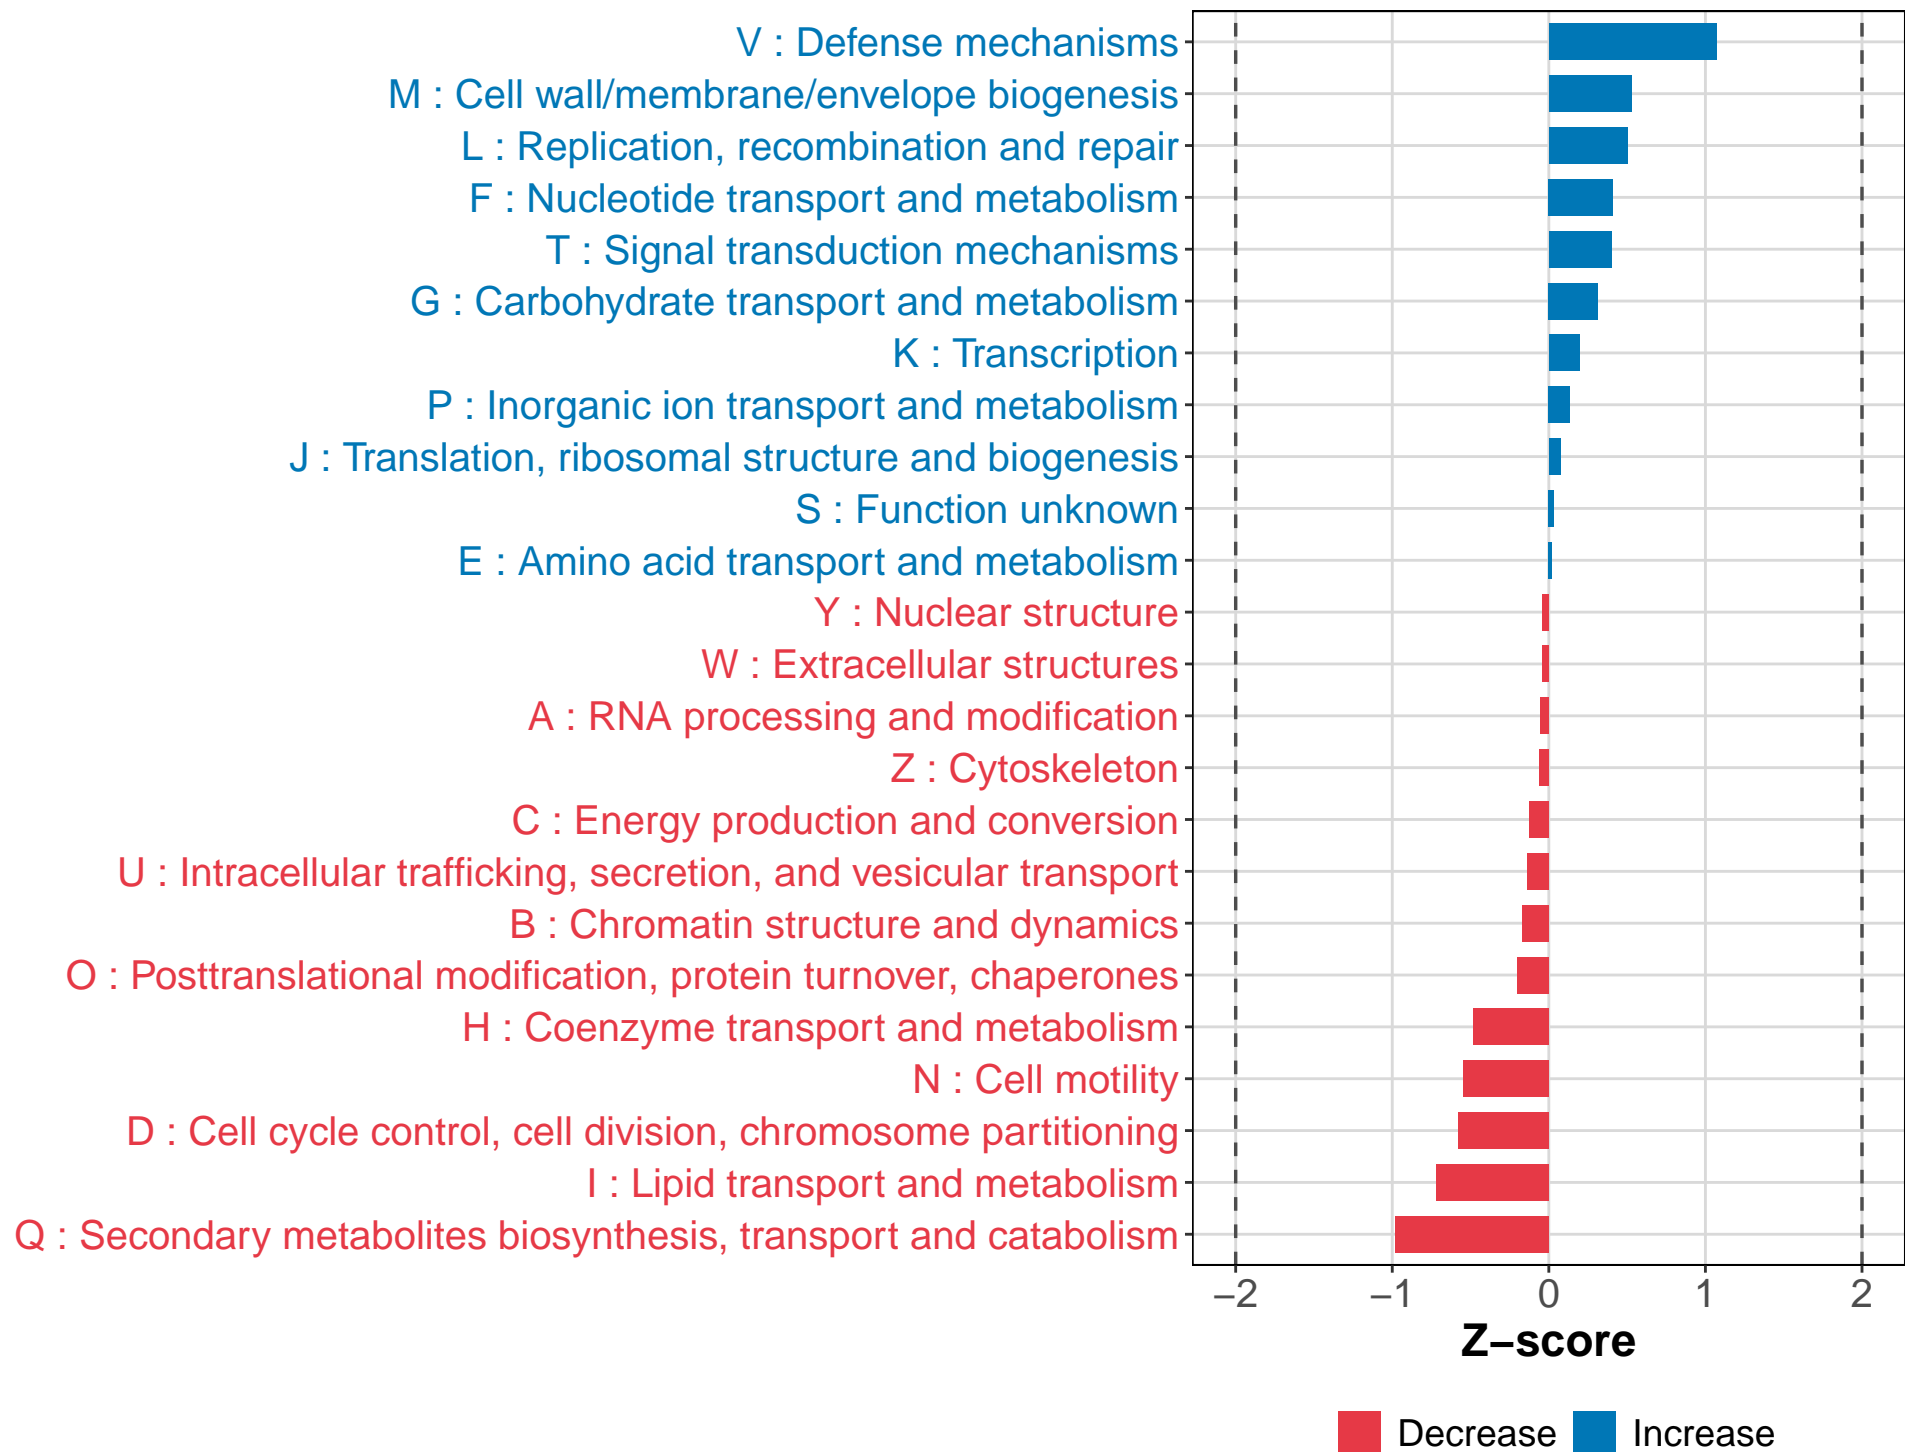 V : Defense mechanisms
M : Cell wall/membrane/envelope biogenesis
L : Replication, recombination and repair
F : Nucleotide transport and metabolism
T : Signal transduction mechanisms
G : Carbohydrate transport and metabolism
K : Transcription
P : Inorganic ion transport and metabolism
J : Translation, ribosomal structure and biogenesis
S : Function unknown
E : Amino acid transport and metabolism
Y : Nuclear structure
W : Extracellular structures
A : RNA processing and modification
Z : Cytoskeleton
C : Energy production and conversion
U : Intracellular trafficking, secretion, and vesicular transport
B : Chromatin structure and dynamics
O : Posttranslational modification, protein turnover, chaperones
H : Coenzyme transport and metabolism
N : Cell motility
D : Cell cycle control, cell division, chromosome partitioning
I : Lipid transport and metabolism
Q : Secondary metabolites biosynthesis, transport and catabolism
−2 −1 0 1 2
Z−score
Decrease Increase